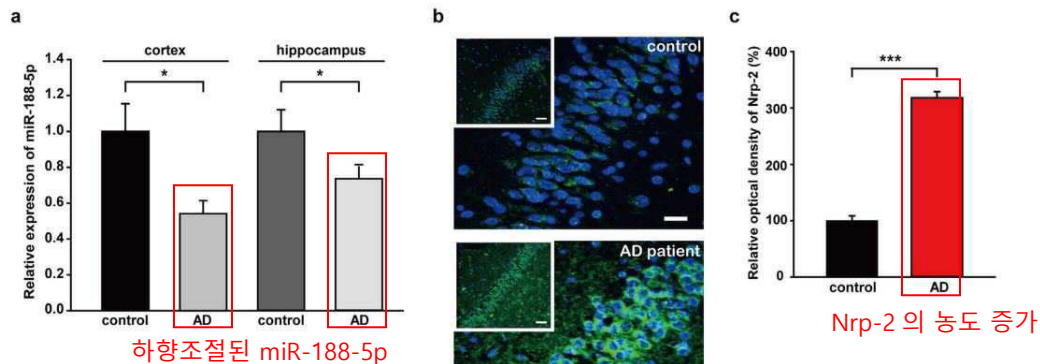 a
cortex
hippocampus
*
*
Relative expression of miR-188-5p
1.4
1.2
1.0
0.8
0.6
0.4
0.2
0.0
control
AD
control
AD
하향조절된 miR-188-5p
b
control
AD patient
c
Relative optical density of Nrp-2 (%)
400
300
200
100
0
***
control
AD
Nrp-2 의 농도 증가